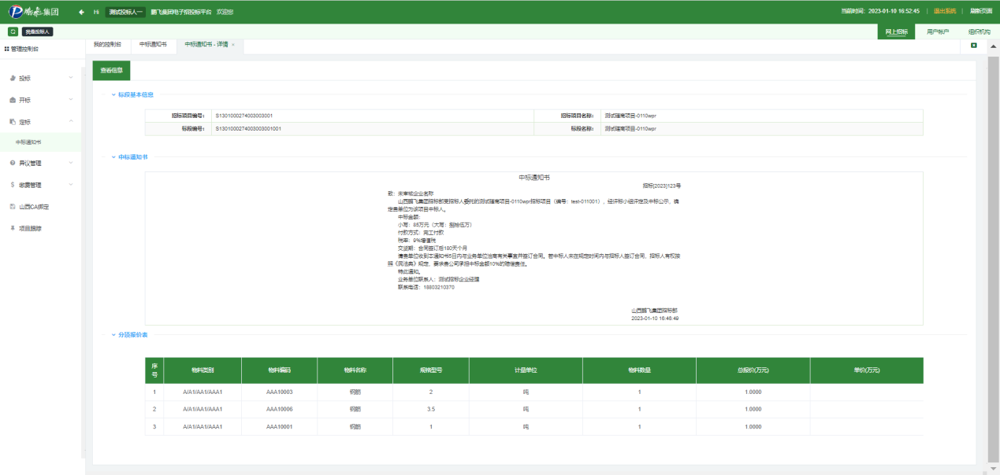 鹏飞集团 Hi 测试投标人一 鹏飞集团电子招投标平台 欢迎您 当前时间：2023-01-10 16:52:45 退出系统 刷新页面
我是投标人 网上招标 用户帐户 组织机构
管理控制台 我的控制台 中标通知书 中标通知书 - 详情 ×
查看信息
投标
开标
定标
中标通知书
异议管理
缴费管理
山西CA绑定
项目跟踪
标段基本信息
招标项目编号： S1301000274003003001 招标项目名称： 测试磋商项目-0110wpr
标段编号： S1301000274003003001001 标段名称： 测试磋商项目-0110wpr
中标通知书
中标通知书
招标[2023]123号
致：未审核企业名称
山西鹏飞集团招标部受招标人委托的测试磋商项目-0110wpr招标项目（编号：test-011001），经评标小组评定及中标公示，确
定贵单位为该项目中标人。
中标金额：
小写：85万元（大写：捌拾伍万）
付款方式：完工付款
税率：9%增值税
交货期：合同签订后180天个月
请贵单位收到本通知书5日内与业务单位洽商有关事宜并签订合同。若中标人未在规定时间内与招标人签订合同，招标人有权按
照《民法典》规定，要求贵公司承担中标金额10%的赔偿责任。
特此通知。
业务单位联系人：测试招标企业经理
联系电话：18803210370
山西鹏飞集团招标部
2023-01-10 16:46:49
分项报价表
序号 物料类别 物料编码 物料名称 规格型号 计量单位 物料数量 总报价(万元) 单价(万元)
1 A/A1/AA1/AAA1 AAA10003 钢筋 2 吨 1 1.0000
2 A/A1/AA1/AAA1 AAA10006 钢筋 3.5 吨 1 1.0000
3 A/A1/AA1/AAA1 AAA10001 钢筋 1 吨 1 1.0000